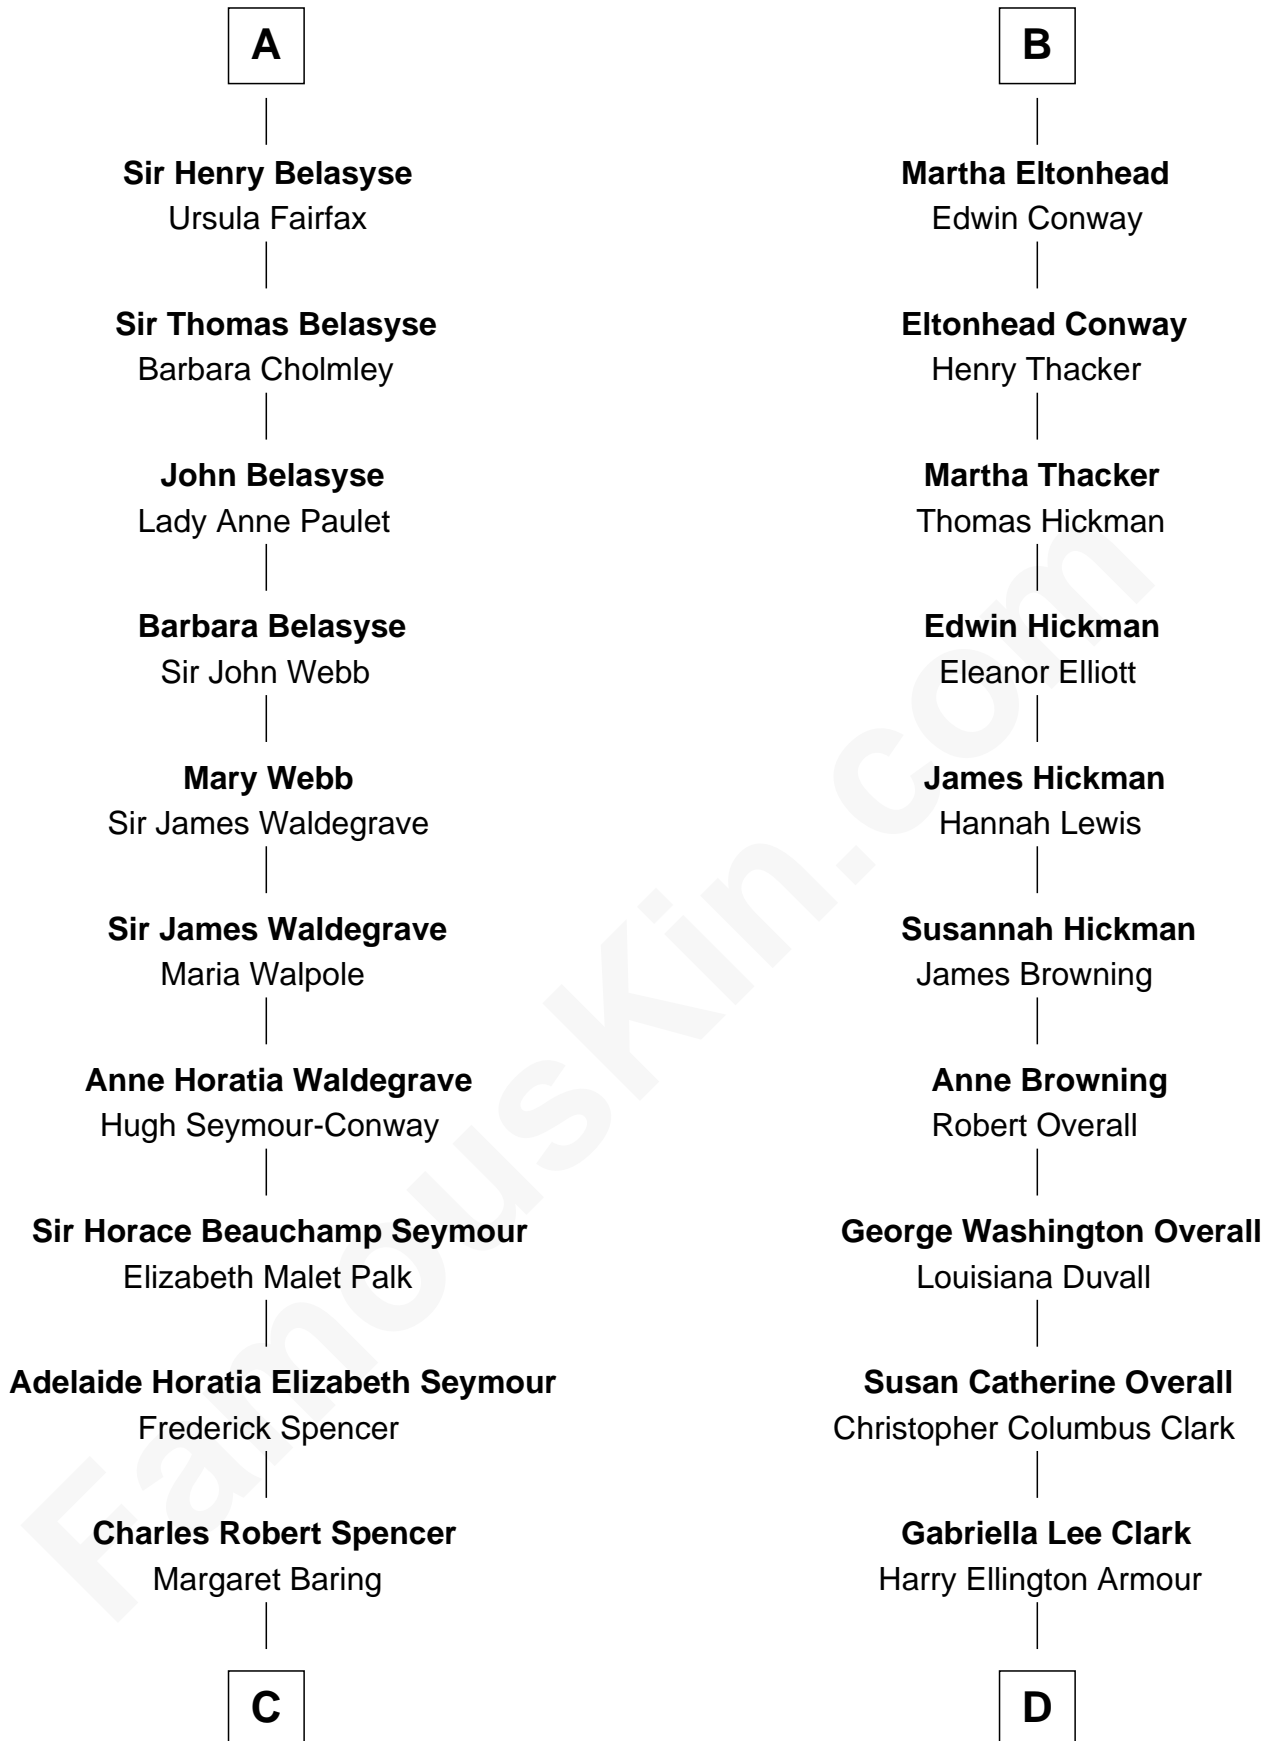 A
Sir Henry Belasyse
Ursula Fairfax
Sir Thomas Belasyse
Barbara Cholmley
John Belasyse
Lady Anne Paulet
Barbara Belasyse
Sir John Webb
Mary Webb
Sir James Waldegrave
Sir James Waldegrave
Maria Walpole
Anne Horatia Waldegrave
Hugh Seymour-Conway
Sir Horace Beauchamp Seymour
Elizabeth Malet Palk
Adelaide Horatia Elizabeth Seymour
Frederick Spencer
Charles Robert Spencer
Margaret Baring
C
B
Martha Eltonhead
Edwin Conway
Eltonhead Conway
Henry Thacker
Martha Thacker
Thomas Hickman
Edwin Hickman
Eleanor Elliott
James Hickman
Hannah Lewis
Susannah Hickman
James Browning
Anne Browning
Robert Overall
George Washington Overall
Louisiana Duvall
Susan Catherine Overall
Christopher Columbus Clark
Gabriella Lee Clark
Harry Ellington Armour
D
FamousKin.com